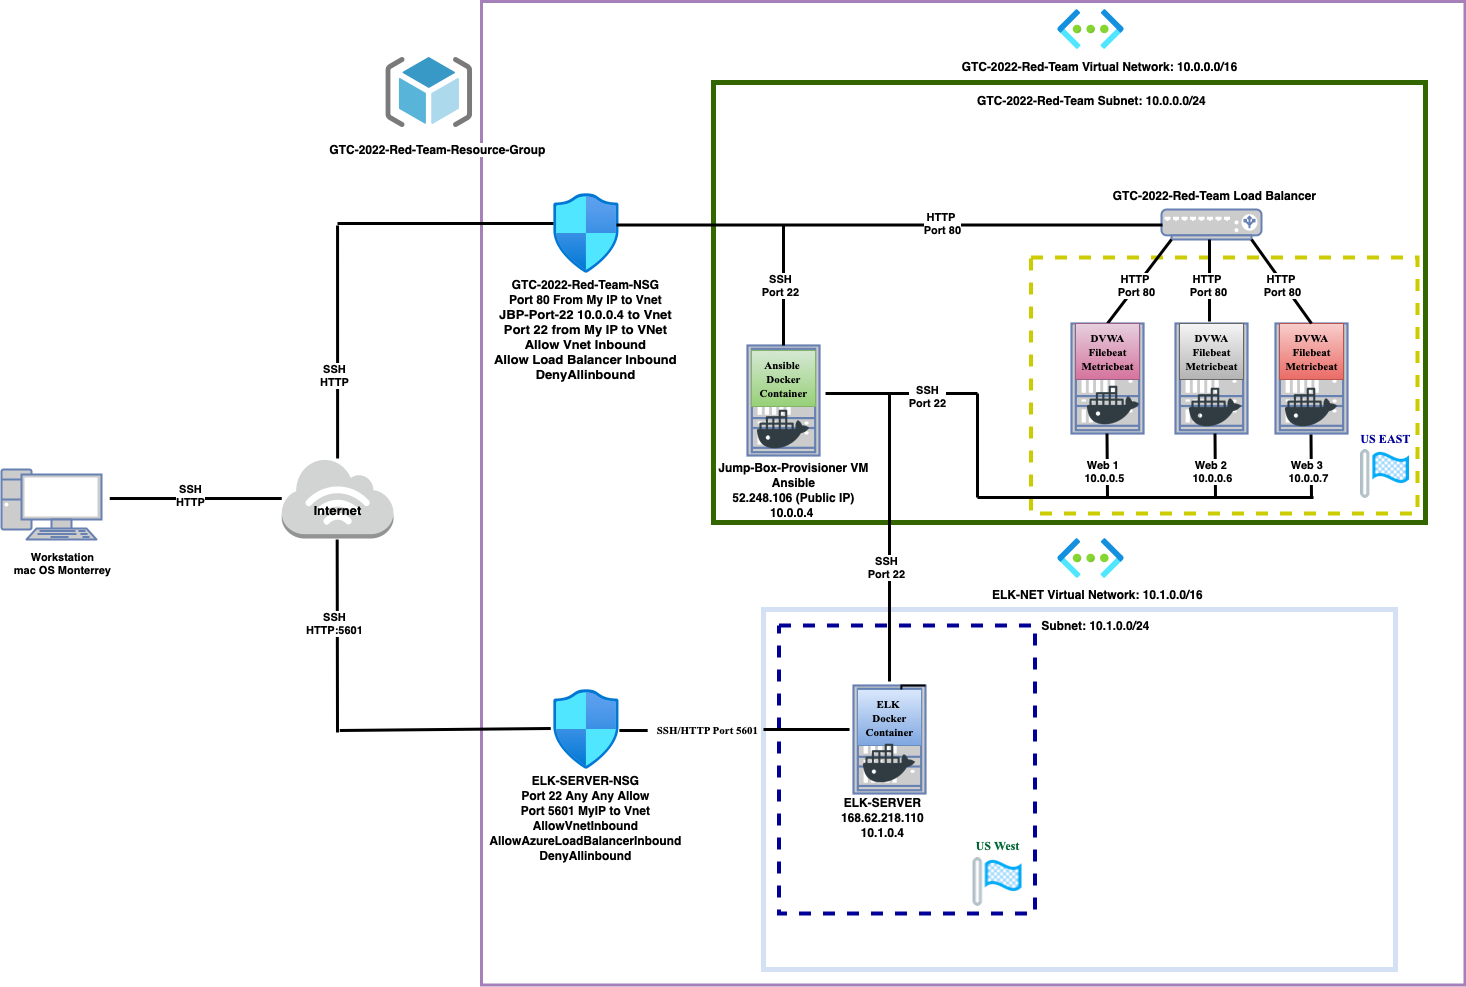 GTC-2022-Red-Team Virtual Network: 10.0.0.0/16
GTC-2022-Red-Team Subnet: 10.0.0.0/24
GTC-2022-Red-Team-Resource-Group
GTC-2022-Red-Team Load Balancer
HTTP
Port 80
SSH
Port 22
HTTP
Port 80
HTTP
Port 80
HTTP
Port 80
GTC-2022-Red-Team-NSG
Port 80 From My IP to Vnet
JBP-Port-22 10.0.0.4 to Vnet
Port 22 from My IP to VNet
Allow Vnet Inbound
Allow Load Balancer Inbound
DenyAllinbound
SSH
HTTP
Ansible
Docker
Container
DVWA
Filebeat
Metricbeat
DVWA
Filebeat
Metricbeat
DVWA
Filebeat
Metricbeat
SSH
Port 22
US EAST
Jump-Box-Provisioner VM
Ansible
52.248.106 (Public IP)
10.0.0.4
Web 1
10.0.0.5
Web 2
10.0.0.6
Web 3
10.0.0.7
SSH
HTTP
Internet
Workstation
mac OS Monterrey
SSH
Port 22
ELK-NET Virtual Network: 10.1.0.0/16
Subnet: 10.1.0.0/24
SSH
HTTP:5601
SSH/HTTP Port 5601
ELK
Docker
Container
ELK-SERVER-NSG
Port 22 Any Any Allow
Port 5601 MyIP to Vnet
AllowVnetInbound
AllowAzureLoadBalancerInbound
DenyAllinbound
ELK-SERVER
168.62.218.110
10.1.0.4
US West